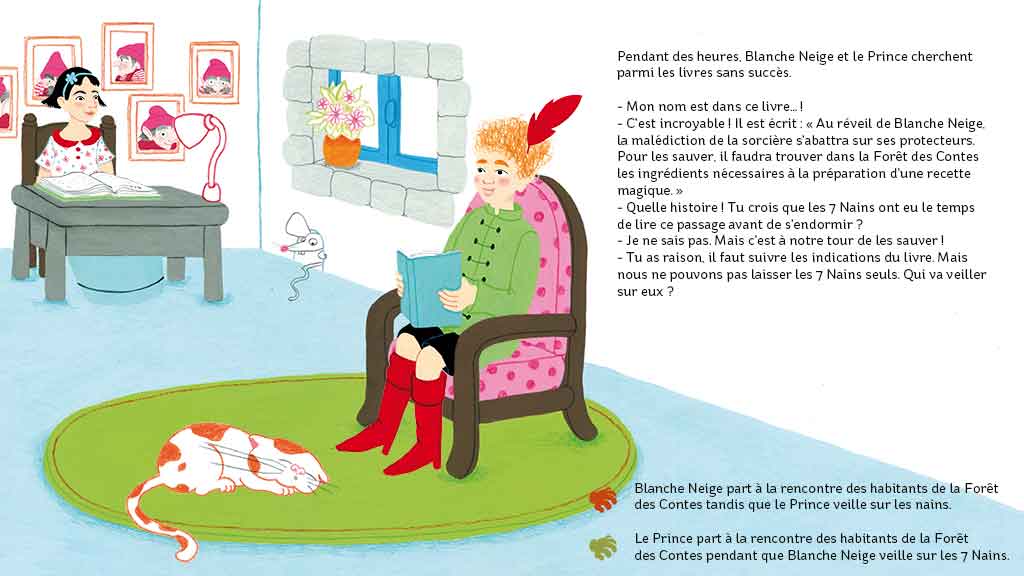 Pendant des heures, Blanche Neige et le Prince cherchent
parmi les livres sans succès.
- Mon nom est dans ce livre... !
- C'est incroyable ! Il est écrit : « Au réveil de Blanche Neige,
la malédiction de la sorcière s'abattra sur ses protecteurs.
Pour les sauver, il faudra trouver dans la Forêt des Contes
les ingrédients nécessaires à la préparation d'une recette
magique. »
- Quelle histoire ! Tu crois que les 7 Nains ont eu le temps
de lire ce passage avant de s'endormir ?
- Je ne sais pas. Mais c'est à notre tour de les sauver !
- Tu as raison, il faut suivre les indications du livre. Mais
nous ne pouvons pas laisser les 7 Nains seuls. Qui va veiller
sur eux ?
Blanche Neige part à la rencontre des habitants de la Forêt
des Contes tandis que le Prince veille sur les nains.
Le Prince part à la rencontre des habitants de la Forêt
des Contes pendant que Blanche Neige veille sur les 7 Nains.